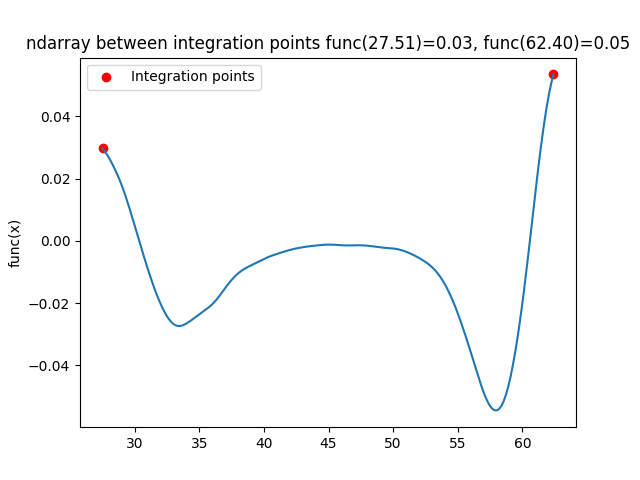 ndarray between integration points func(27.51)=0.03, func(62.40)=0.05
Integration points
func(x)
0.04
0.02
0.00
−0.02
−0.04
30 35 40 45 50 55 60